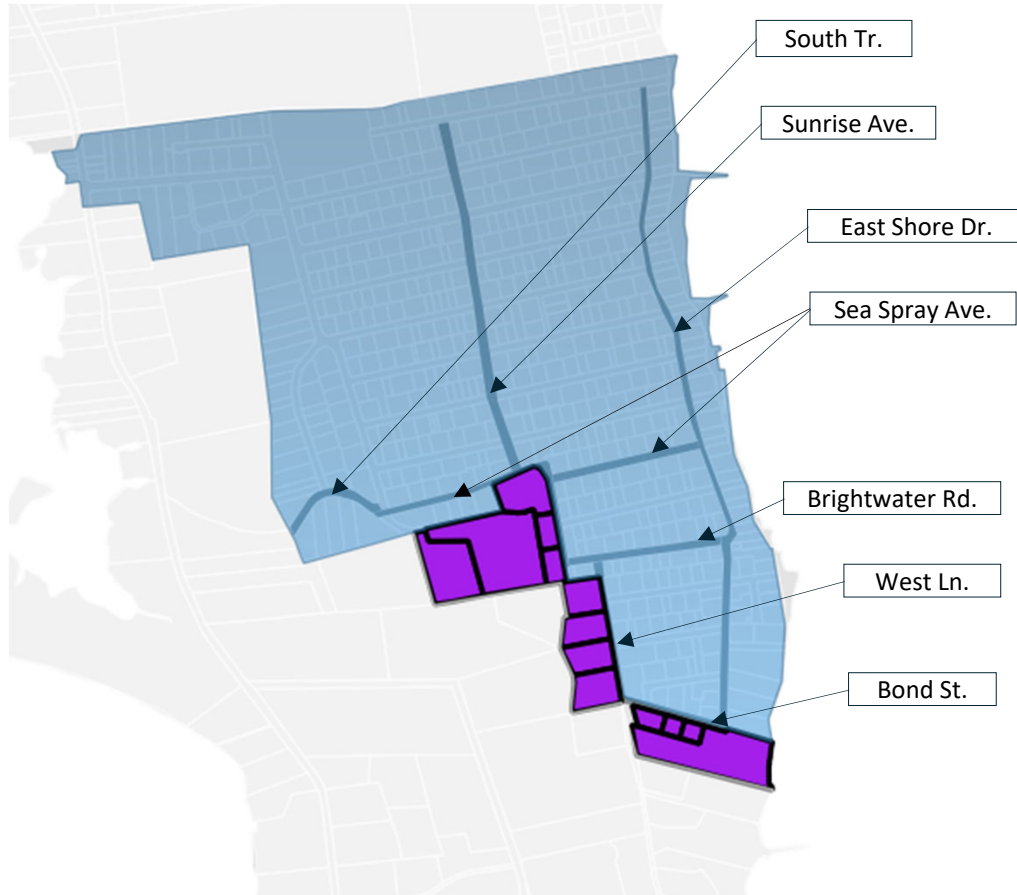 South Tr.
Sunrise Ave.
East Shore Dr.
Sea Spray Ave.
Brightwater Rd.
West Ln.
Bond St.